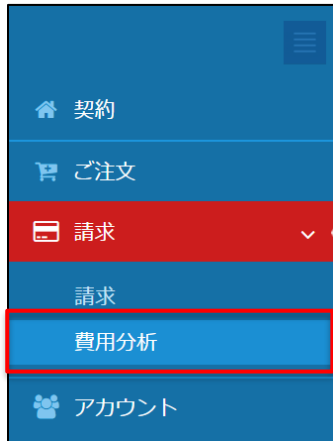 契約
ご注文
請求
請求
費用分析
アカウント